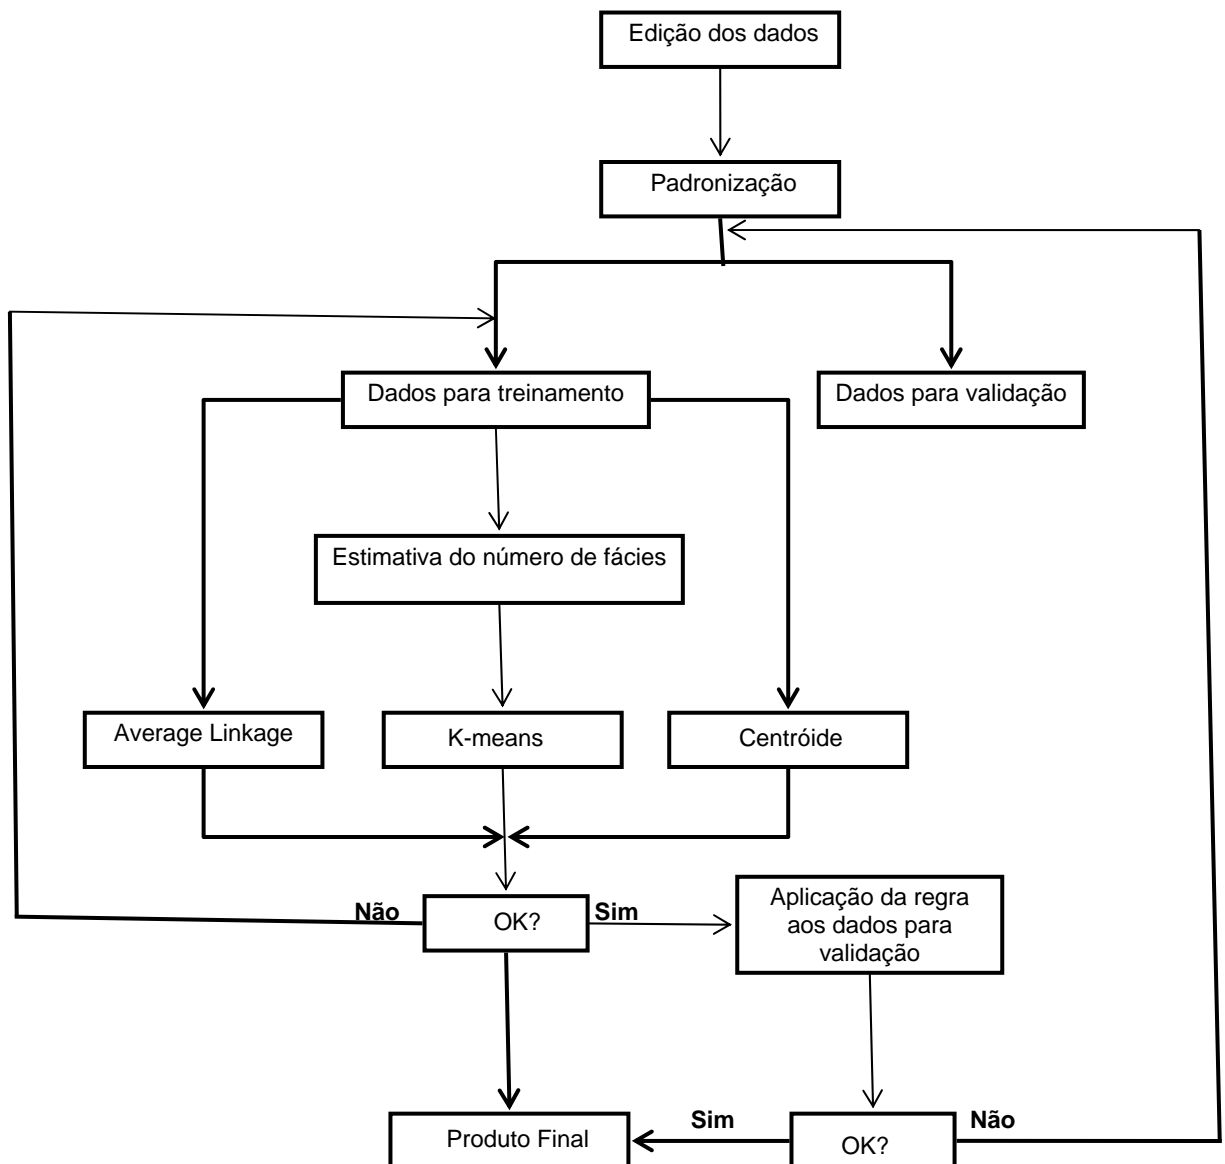 Edição dos dados
Padronização
Dados para treinamento
Dados para validação
Estimativa do número de fácies
Average Linkage
K-means
Centróide
Não
OK?
Sim
Aplicação da regra
aos dados para
validação
Produto Final
Sim
OK?
Não